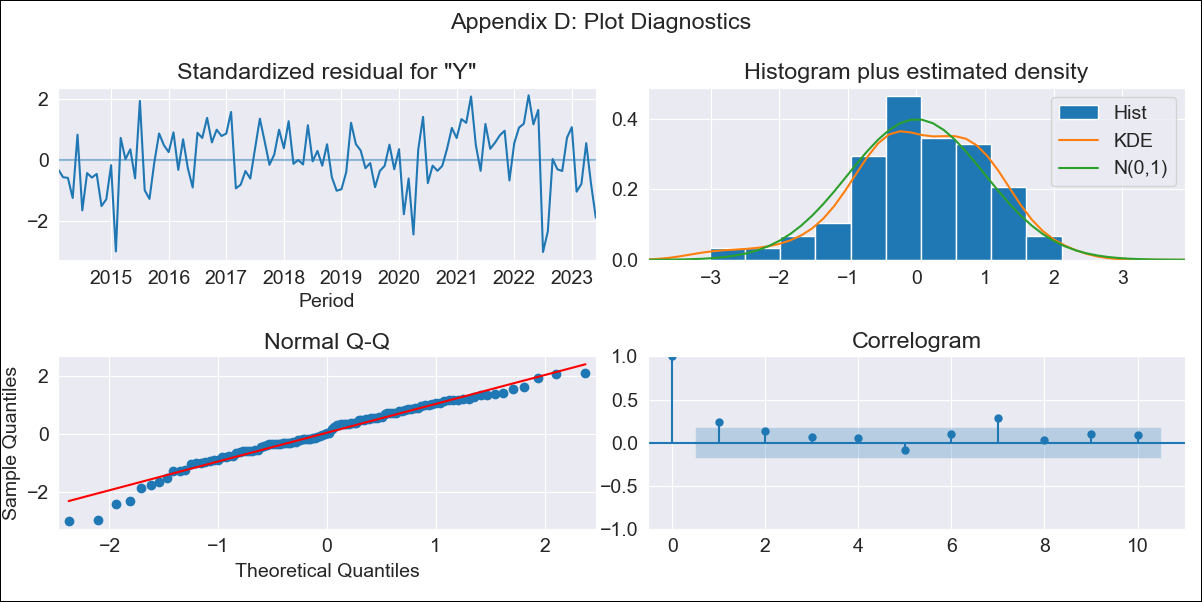 Appendix D: Plot Diagnostics
Standardized residual for "Y"
2
0
−2
2015 2016 2017 2018 2019 2020 2021 2022 2023
Period
Histogram plus estimated density
0.4
0.2
0.0
−3 −2 −1 0 1 2 3
Hist
KDE
N(0,1)
Normal Q-Q
Sample Quantiles
2
0
−2
−2 −1 0 1 2
Theoretical Quantiles
Correlogram
1.0
0.5
0.0
−0.5
−1.0
0 2 4 6 8 10